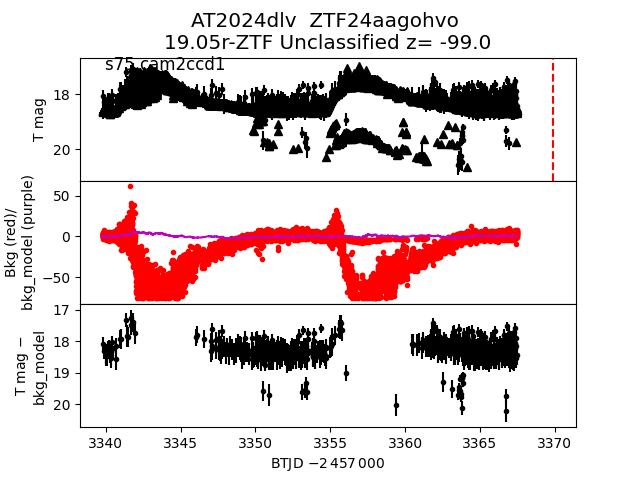 AT2024dlv  ZTF24aagohvo
19.05r-ZTF Unclassified z= -99.0
s75 cam2ccd1
T mag
18
20
Bkg (red)/
bkg_model (purple)
50
0
−50
T mag −
bkg_model
17
18
19
20
3340
3345
3350
3355
3360
3365
3370
BTJD −2 457 000